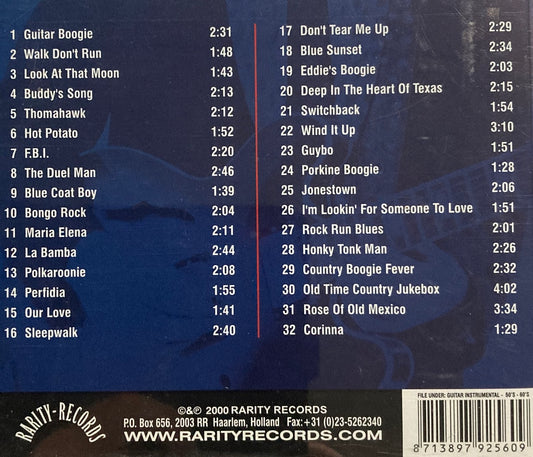 1 Guitar Boogie 2:31
2 Walk Don't Run 1:48
3 Look At That Moon 1:43
4 Buddy's Song 2:13
5 Thomahawk 2:12
6 Hot Potato 1:52
7 F.B.I. 2:20
8 The Duel Man 2:46
9 Blue Coat Boy 1:39
10 Bongo Rock 2:04
11 Maria Elena 2:11
12 La Bamba 2:44
13 Polkaroonie 2:08
14 Perfidia 1:55
15 Our Love 1:41
16 Sleepwalk 2:40
17 Don't Tear Me Up 2:29
18 Blue Sunset 2:34
19 Eddie's Boogie 2:03
20 Deep In The Heart Of Texas 2:15
21 Switchback 1:54
22 Wind It Up 3:10
23 Guybo 1:51
24 Porkine Boogie 1:28
25 Jonestown 2:06
26 I'm Lookin' For Someone To Love 1:51
27 Rock Run Blues 2:01
28 Honky Tonk Man 2:26
29 Country Boogie Fever 2:32
30 Old Time Country Jukebox 4:02
31 Rose Of Old Mexico 3:34
32 Corinna 1:29
RARITY-RECORDS
©&℗ 2000 RARITY RECORDS
P.O. Box 656, 2003 RR Haarlem, Holland Fax:+31 (0)23-5262340
WWW.RARITYRECORDS.COM
FILE UNDER: GUITAR INSTRUMENTAL - 50'S - 60'S
8 713897 925609